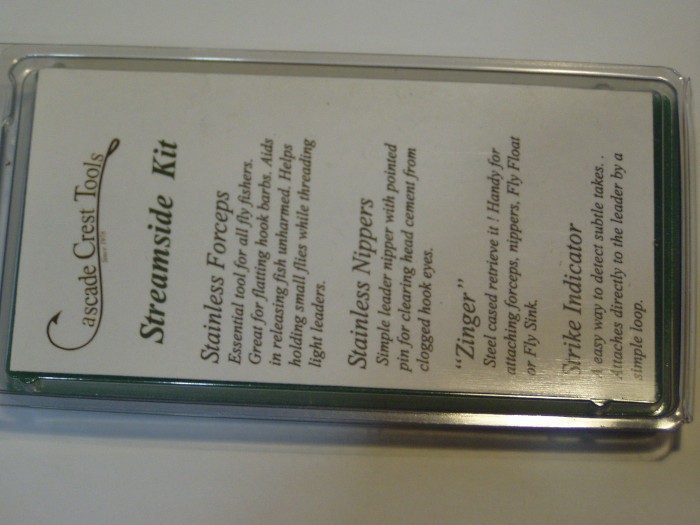 Cascade Crest Tools
Streamside Kit
Stainless Forceps
Essential tool for all fly fishers.
Great for flatting hook barbs. Aids
in releasing fish unharmed. Helps
holding small flies while threading
light leaders.
Stainless Nippers
Simple leader nipper with pointed
pin for clearing head cement from
clogged hook eyes.
"Zinger"
Steel cased retrieve it! Handy for
attaching forceps, nippers, Fly Float
or Fly Sink.
Strike Indicator
A easy way to detect subtle takes. .
Attaches directly to the leader by a
simple loop.